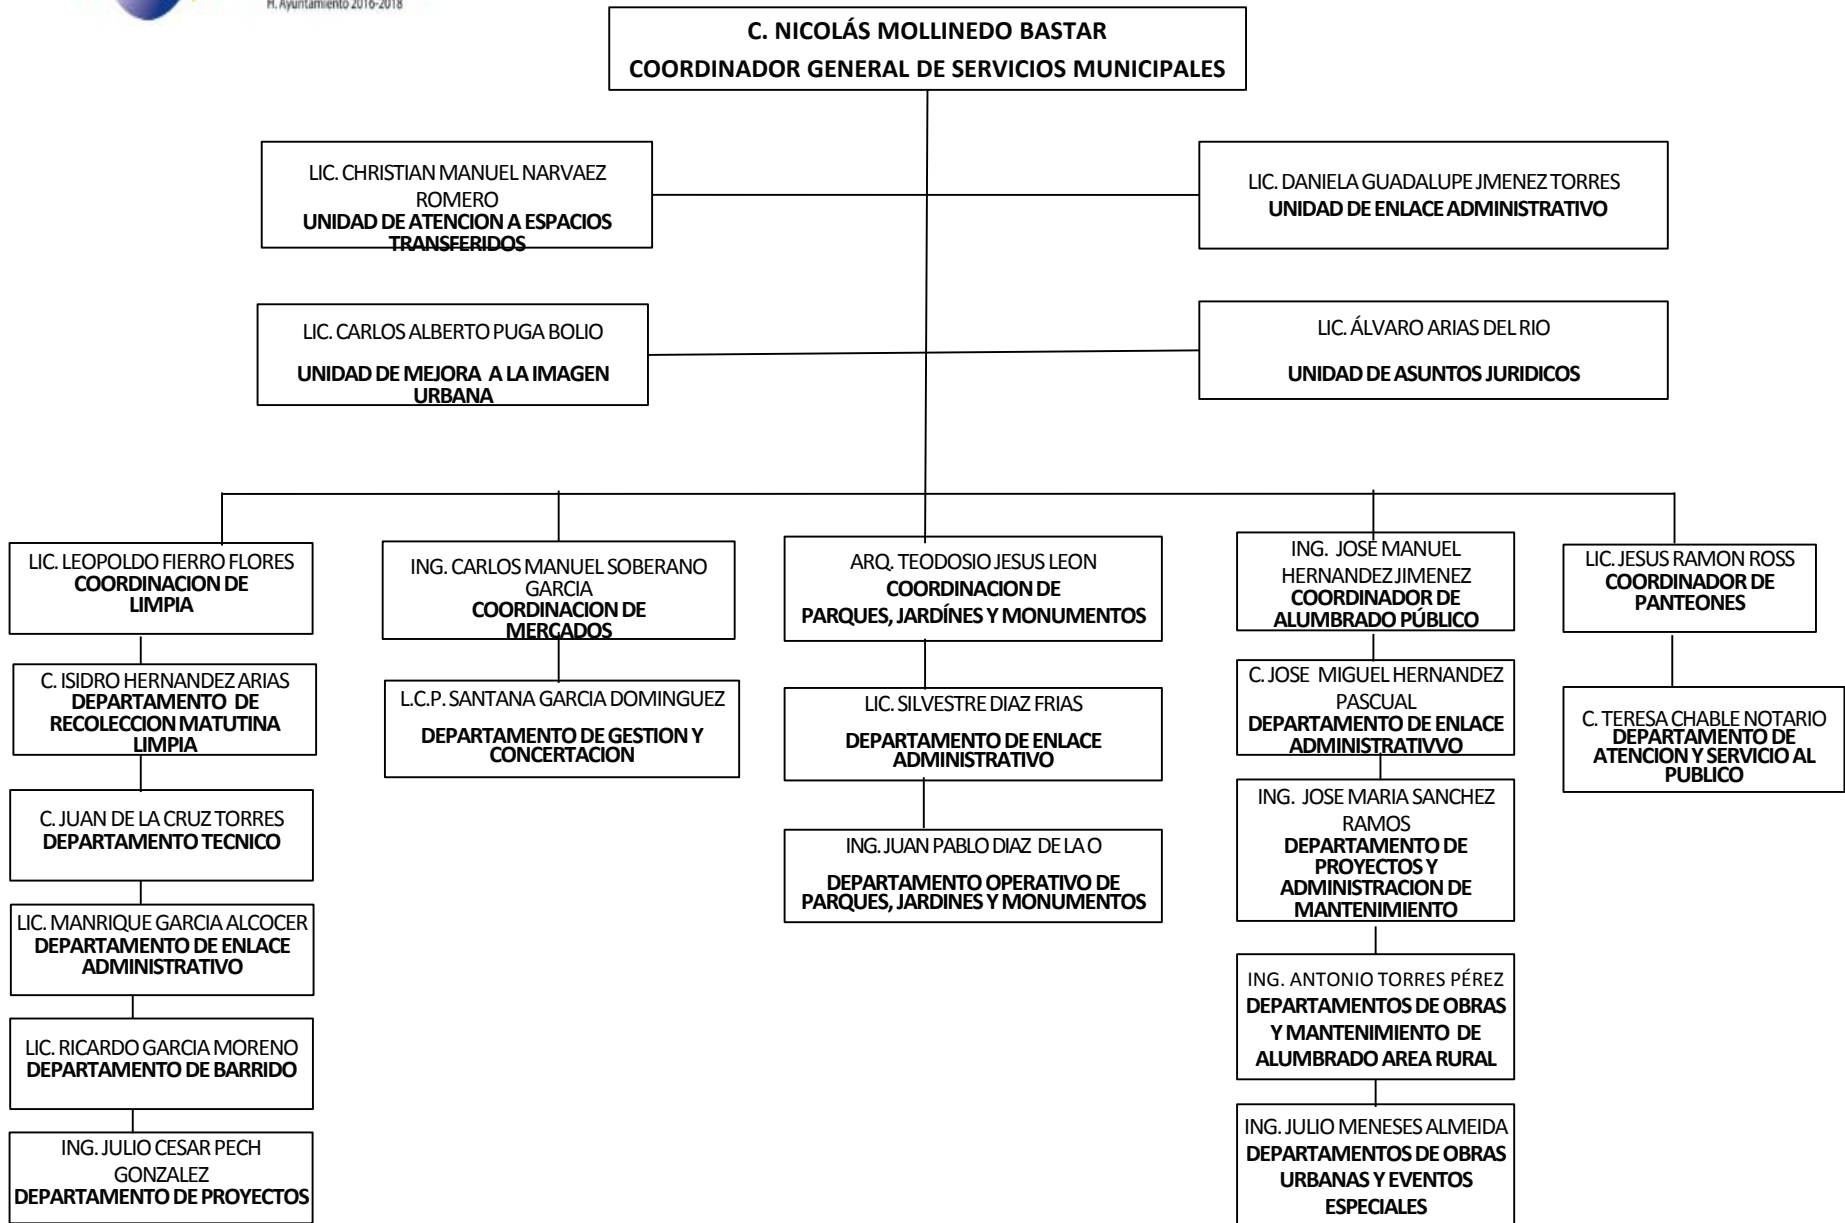 H. Ayuntamiento 2016-2018
C. NICOLÁS MOLLINEDO BASTAR
COORDINADOR GENERAL DE SERVICIOS MUNICIPALES
LIC. CHRISTIAN MANUEL NARVAEZ
ROMERO
UNIDAD DE ATENCION A ESPACIOS
TRANSFERIDOS
LIC. DANIELA GUADALUPE JMENEZ TORRES
UNIDAD DE ENLACE ADMINISTRATIVO
LIC. CARLOS ALBERTO PUGA BOLIO
UNIDAD DE MEJORA A LA IMAGEN
URBANA
LIC. ÁLVARO ARIAS DEL RIO
UNIDAD DE ASUNTOS JURIDICOS
LIC. LEOPOLDO FIERRO FLORES
COORDINACION DE
LIMPIA
C. ISIDRO HERNANDEZ ARIAS
DEPARTAMENTO DE
RECOLECCION MATUTINA
LIMPIA
C. JUAN DE LA CRUZ TORRES
DEPARTAMENTO TECNICO
LIC. MANRIQUE GARCIA ALCOCER
DEPARTAMENTO DE ENLACE
ADMINISTRATIVO
LIC. RICARDO GARCIA MORENO
DEPARTAMENTO DE BARRIDO
ING. JULIO CESAR PECH
GONZALEZ
DEPARTAMENTO DE PROYECTOS
ING. CARLOS MANUEL SOBERANO
GARCIA
COORDINACION DE
MERCADOS
L.C.P. SANTANA GARCIA DOMINGUEZ
DEPARTAMENTO DE GESTION Y
CONCERTACION
ARQ. TEODOSIO JESUS LEON
COORDINACION DE
PARQUES, JARDÍNES Y MONUMENTOS
LIC. SILVESTRE DIAZ FRIAS
DEPARTAMENTO DE ENLACE
ADMINISTRATIVO
ING. JUAN PABLO DIAZ DE LA O
DEPARTAMENTO OPERATIVO DE
PARQUES, JARDINES Y MONUMENTOS
ING. JOSE MANUEL
HERNANDEZ JIMENEZ
COORDINADOR DE
ALUMBRADO PÚBLICO
C. JOSE MIGUEL HERNANDEZ
PASCUAL
DEPARTAMENTO DE ENLACE
ADMINISTRATIVVO
ING. JOSE MARIA SANCHEZ
RAMOS
DEPARTAMENTO DE
PROYECTOS Y
ADMINISTRACION DE
MANTENIMIENTO
ING. ANTONIO TORRES PÉREZ
DEPARTAMENTOS DE OBRAS
Y MANTENIMIENTO DE
ALUMBRADO AREA RURAL
ING. JULIO MENESES ALMEIDA
DEPARTAMENTOS DE OBRAS
URBANAS Y EVENTOS
ESPECIALES
LIC. JESUS RAMON ROSS
COORDINADOR DE
PANTEONES
C. TERESA CHABLE NOTARIO
DEPARTAMENTO DE
ATENCION Y SERVICIO AL
PUBLICO